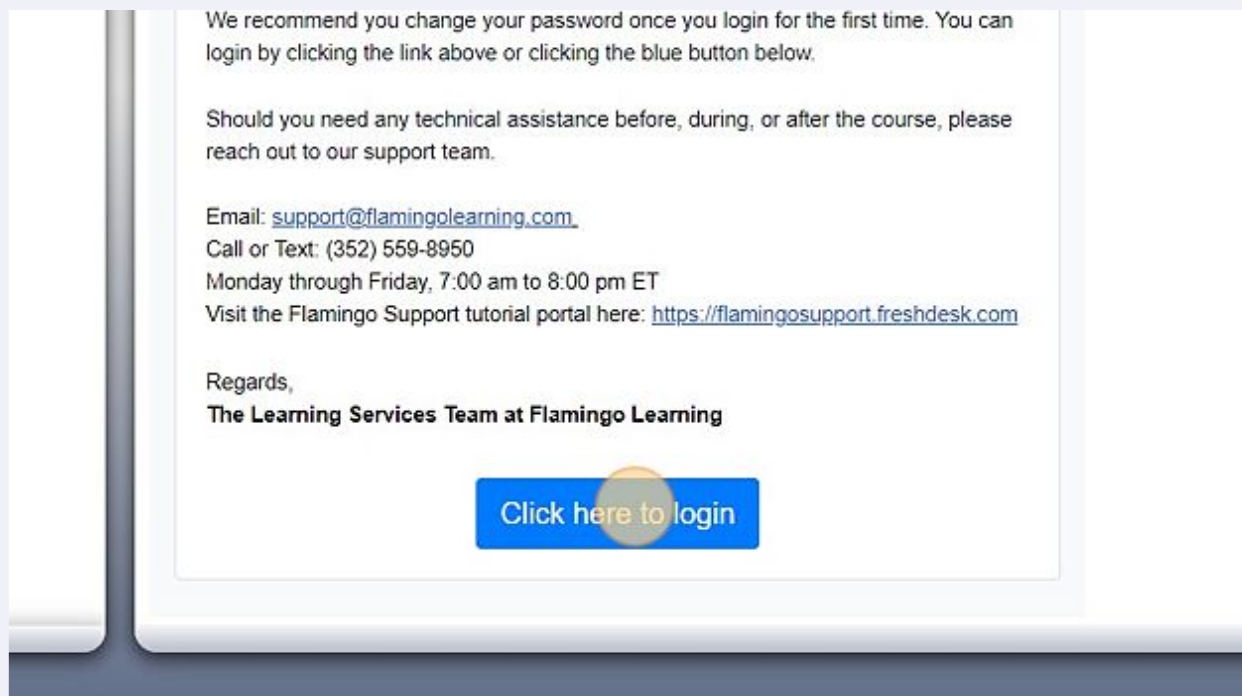 We recommend you change your password once you login for the first time. You can
login by clicking the link above or clicking the blue button below.
Should you need any technical assistance before, during, or after the course, please
reach out to our support team.
Email: support@flamingolearning.com
Call or Text: (352) 559-8950
Monday through Friday, 7:00 am to 8:00 pm ET
Visit the Flamingo Support tutorial portal here: https://flamingosupport.freshdesk.com
Regards,
The Learning Services Team at Flamingo Learning
Click here to login